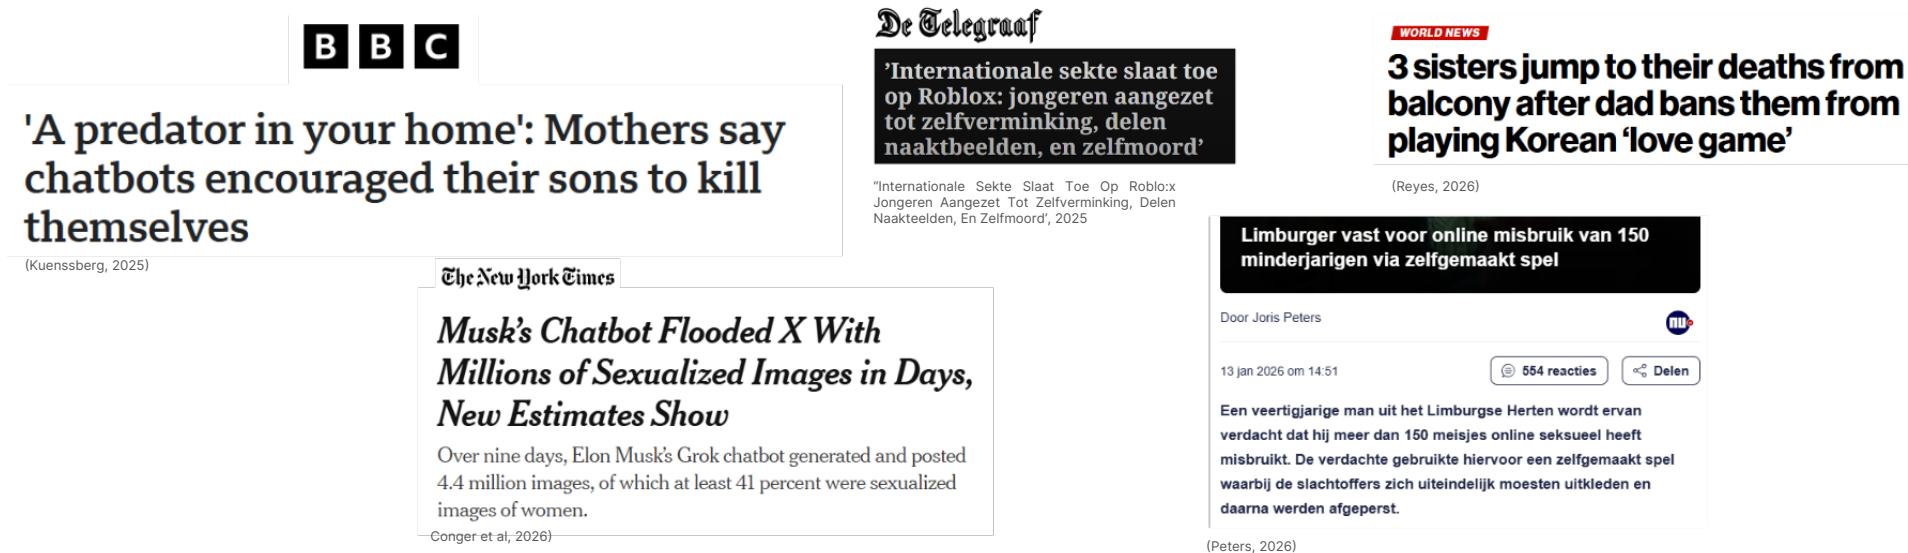 BBC
'A predator in your home': Mothers say
chatbots encouraged their sons to kill
themselves
(Kuenssberg, 2025)
The New York Times
Musk's Chatbot Flooded X With
Millions of Sexualized Images in Days,
New Estimates Show
Over nine days, Elon Musk's Grok chatbot generated and posted
4.4 million images, of which at least 41 percent were sexualized
images of women.
Conger et al, 2026)
De Telegraaf
'Internationale sekte slaat toe
op Roblox: jongeren aangezet
tot zelfverminking, delen
naaktbeelden, en zelfmoord'
"Internationale Sekte Slaat Toe Op Roblo:x
Jongeren Aangezet Tot Zelfverminking, Delen
Naakteelden, En Zelfmoord', 2025
WORLD NEWS
3 sisters jump to their deaths from
balcony after dad bans them from
playing Korean 'love game'
(Reyes, 2026)
Limburger vast voor online misbruik van 150
minderjarigen via zelfgemaakt spel
Door Joris Peters
nu
13 jan 2026 om 14:51
554 reacties
Delen
Een veertigjarige man uit het Limburgse Herten wordt ervan
verdacht dat hij meer dan 150 meisjes online seksueel heeft
misbruikt. De verdachte gebruikte hiervoor een zelfgemaakt spel
waarbij de slachtoffers zich uiteindelijk moesten uitkleden en
daarna werden afgeperst.
(Peters, 2026)